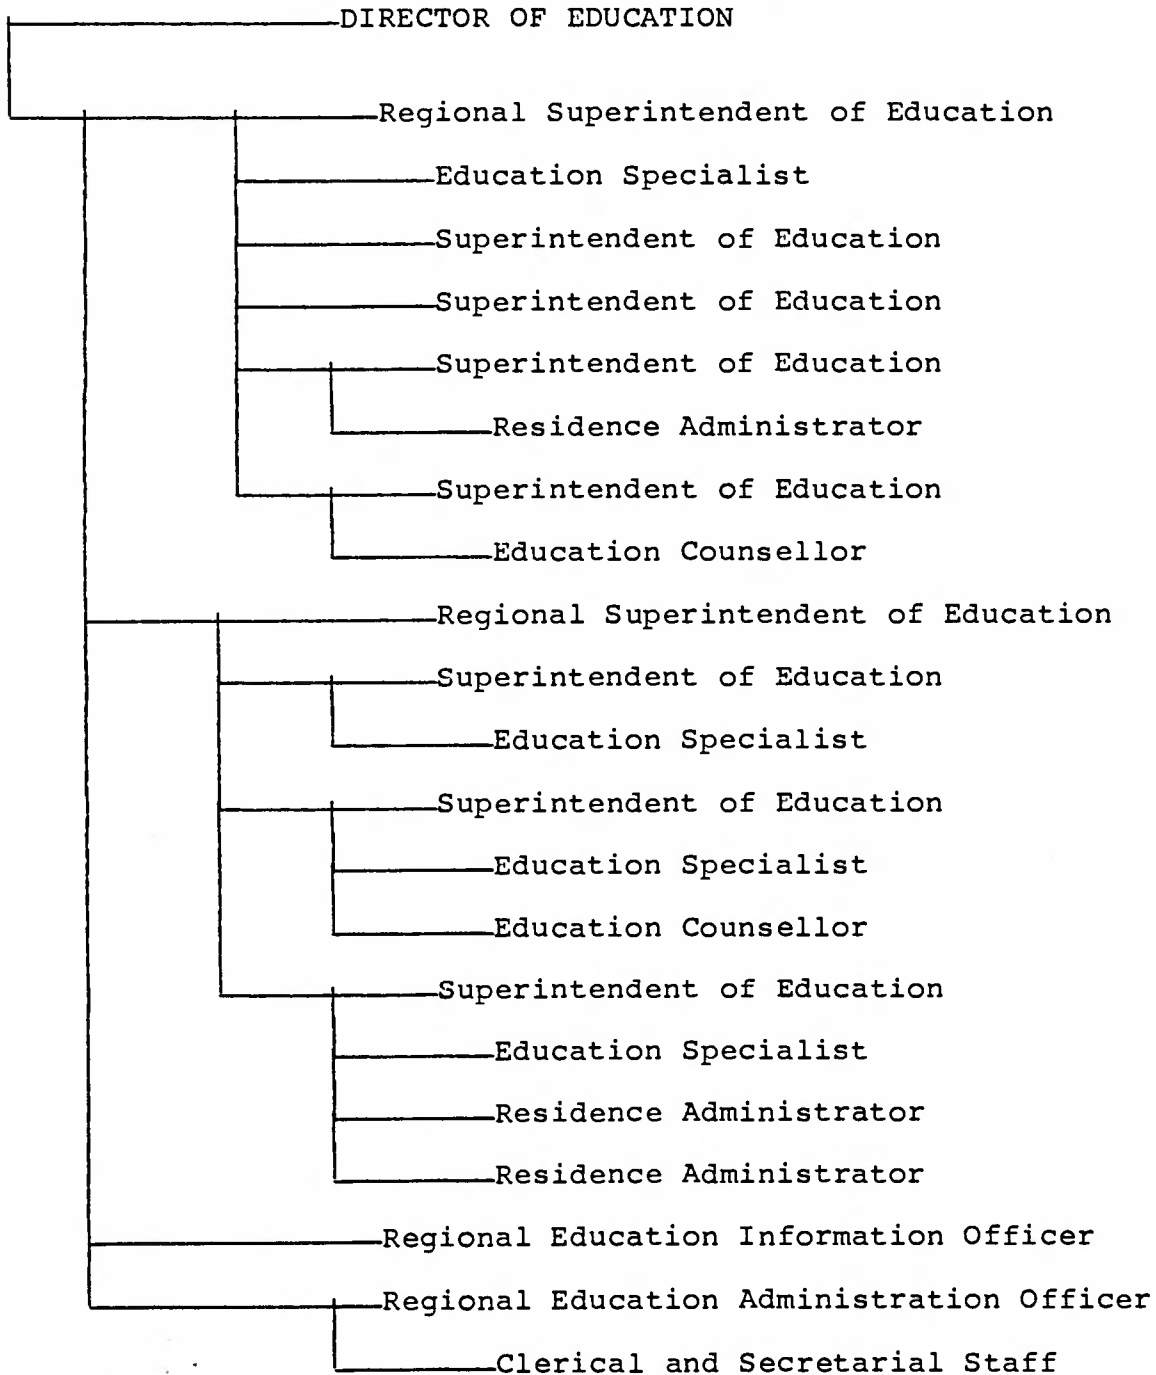 DIRECTOR OF EDUCATION
Regional Superintendent of Education
Education Specialist
Superintendent of Education
Superintendent of Education
Superintendent of Education
Residence Administrator
Superintendent of Education
Education Counsellor
Regional Superintendent of Education
Superintendent of Education
Education Specialist
Superintendent of Education
Education Specialist
Education Counsellor
Superintendent of Education
Education Specialist
Residence Administrator
Residence Administrator
Regional Education Information Officer
Regional Education Administration Officer
Clerical and Secretarial Staff